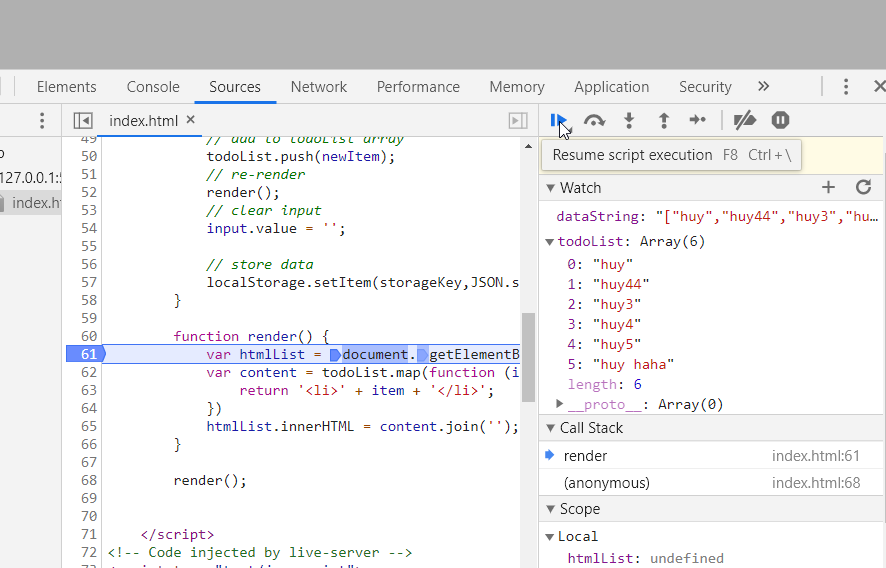 Elements Console Sources Network Performance Memory Application Security »
index.html ×
Resume script execution F8 Ctrl+\
127.0.0.1:5
index.h
49 // add to todoList array
50 todoList.push(newItem);
51 // re-render
52 render();
53 // clear input
54 input.value = '';
55
56 // store data
57 localStorage.setItem(storageKey,JSON.s
58 }
59
60 function render() {
61 var htmlList = document.getElementB
62 var content = todoList.map(function (i
63 return '<li>' + item + '</li>';
64 })
65 htmlList.innerHTML = content.join('');
66 }
67
68 render();
69
70
71 </script>
72 <!-- Code injected by live-server -->
Watch
dataString: "["huy","huy44","huy3","hu…
todoList: Array(6)
0: "huy"
1: "huy44"
2: "huy3"
3: "huy4"
4: "huy5"
5: "huy haha"
length: 6
__proto__: Array(0)
Call Stack
render index.html:61
(anonymous) index.html:68
Scope
Local
htmlList: undefined